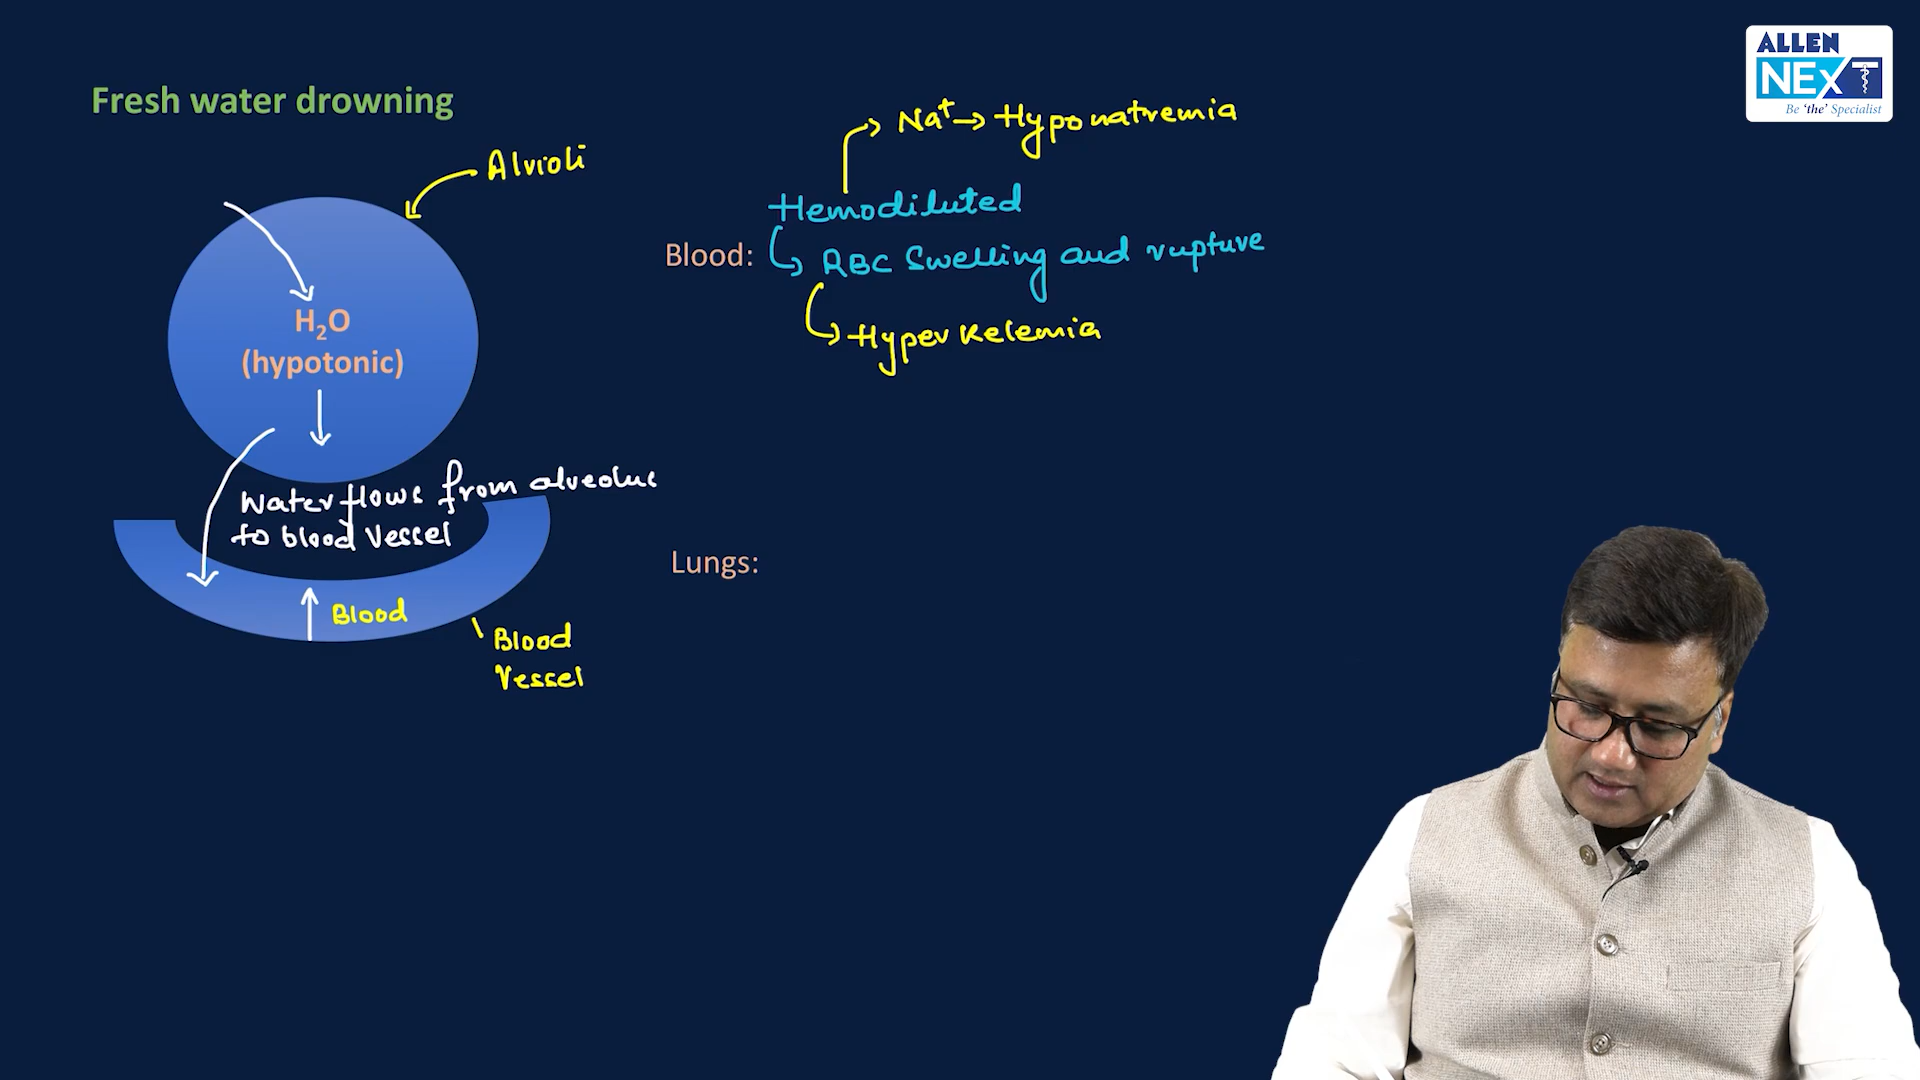 ALLEN
NEXT
Be 'the' Specialist
Fresh water drowning
Alvioli
Na+ → Hyponatremia
Hemodiluted
Blood: RBC Swelling and rupture
Hyperkelemia
H2O
(hypotonic)
Water flows from alveolus
to blood Vessel
Lungs:
Blood
Blood
Vessel